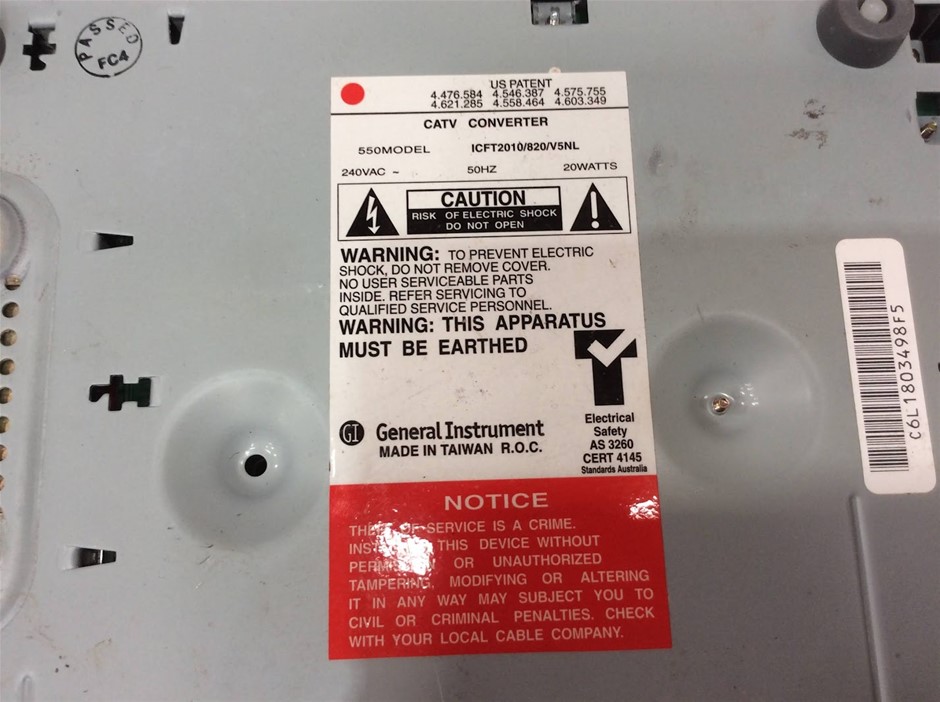 PASSED
FC4
US PATENT
4.476.584 4.546.387 4.575.755
4.621.285 4.558.464 4.603.349
CATV CONVERTER
550MODEL ICFT2010/820/V5NL
240VAC ~ 50HZ 20WATTS
CAUTION
RISK OF ELECTRIC SHOCK
DO NOT OPEN
WARNING: TO PREVENT ELECTRIC
SHOCK, DO NOT REMOVE COVER.
NO USER SERVICEABLE PARTS
INSIDE. REFER SERVICING TO
QUALIFIED SERVICE PERSONNEL.
WARNING: THIS APPARATUS
MUST BE EARTHED
GI General Instrument
MADE IN TAIWAN R.O.C.
Electrical
Safety
AS 3260
CERT 4145
Standards Australia
NOTICE
SERVICE IS A CRIME.
THIS DEVICE WITHOUT
OR UNAUTHORIZED
TAMPERING, MODIFYING OR ALTERING
IT IN ANY WAY MAY SUBJECT YOU TO
CIVIL OR CRIMINAL PENALTIES. CHECK
WITH YOUR LOCAL CABLE COMPANY.
C6L1803498F5